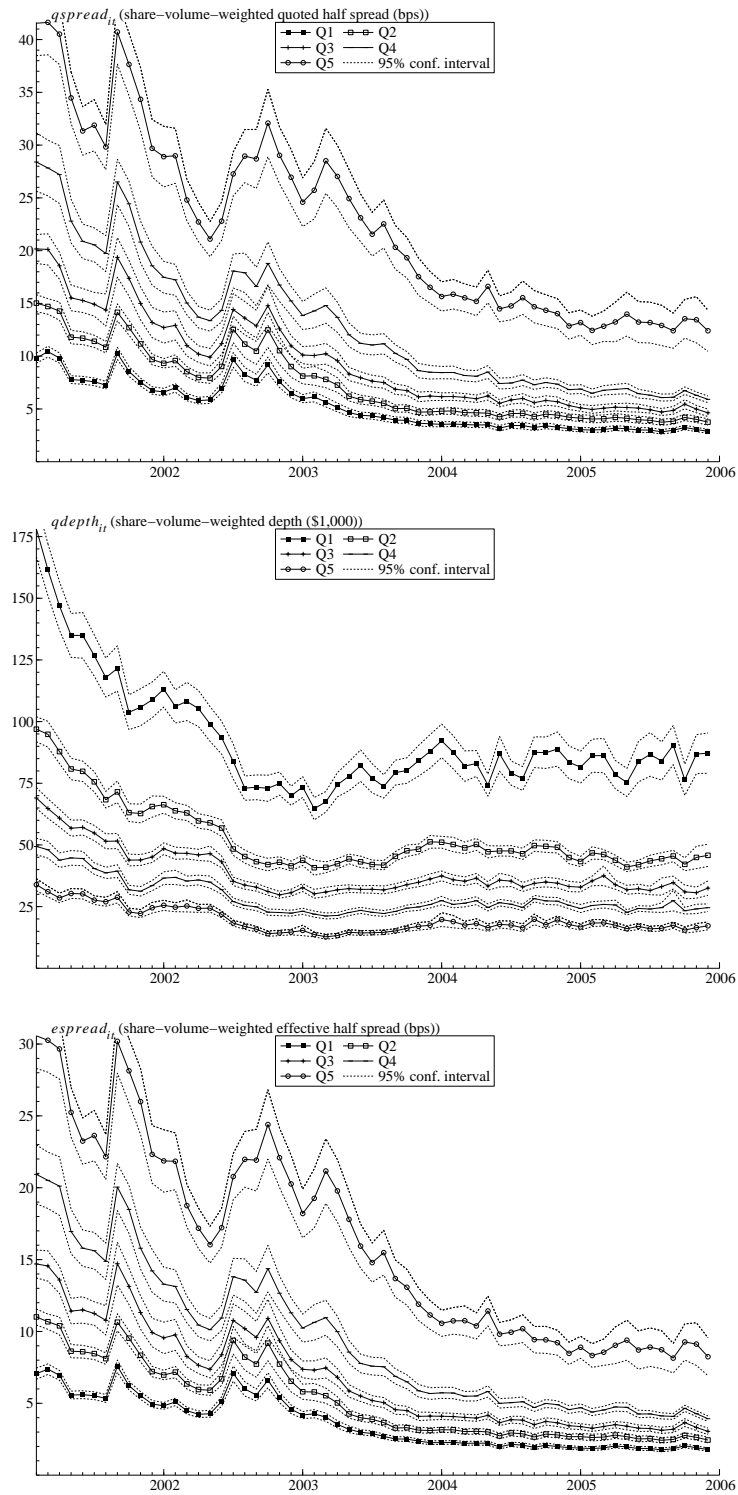 qspread_it (share−volume−weighted quoted half spread (bps))
Q1 Q2
Q3 Q4
Q5 95% conf. interval
40
35
30
25
20
15
10
5
2002 2003 2004 2005 2006
qdepth_it (share−volume−weighted depth ($1,000))
Q1 Q2
Q3 Q4
Q5 95% conf. interval
175
150
125
100
75
50
25
2002 2003 2004 2005 2006
espread_it (share−volume−weighted effective half spread (bps))
Q1 Q2
Q3 Q4
Q5 95% conf. interval
30
25
20
15
10
5
2002 2003 2004 2005 2006